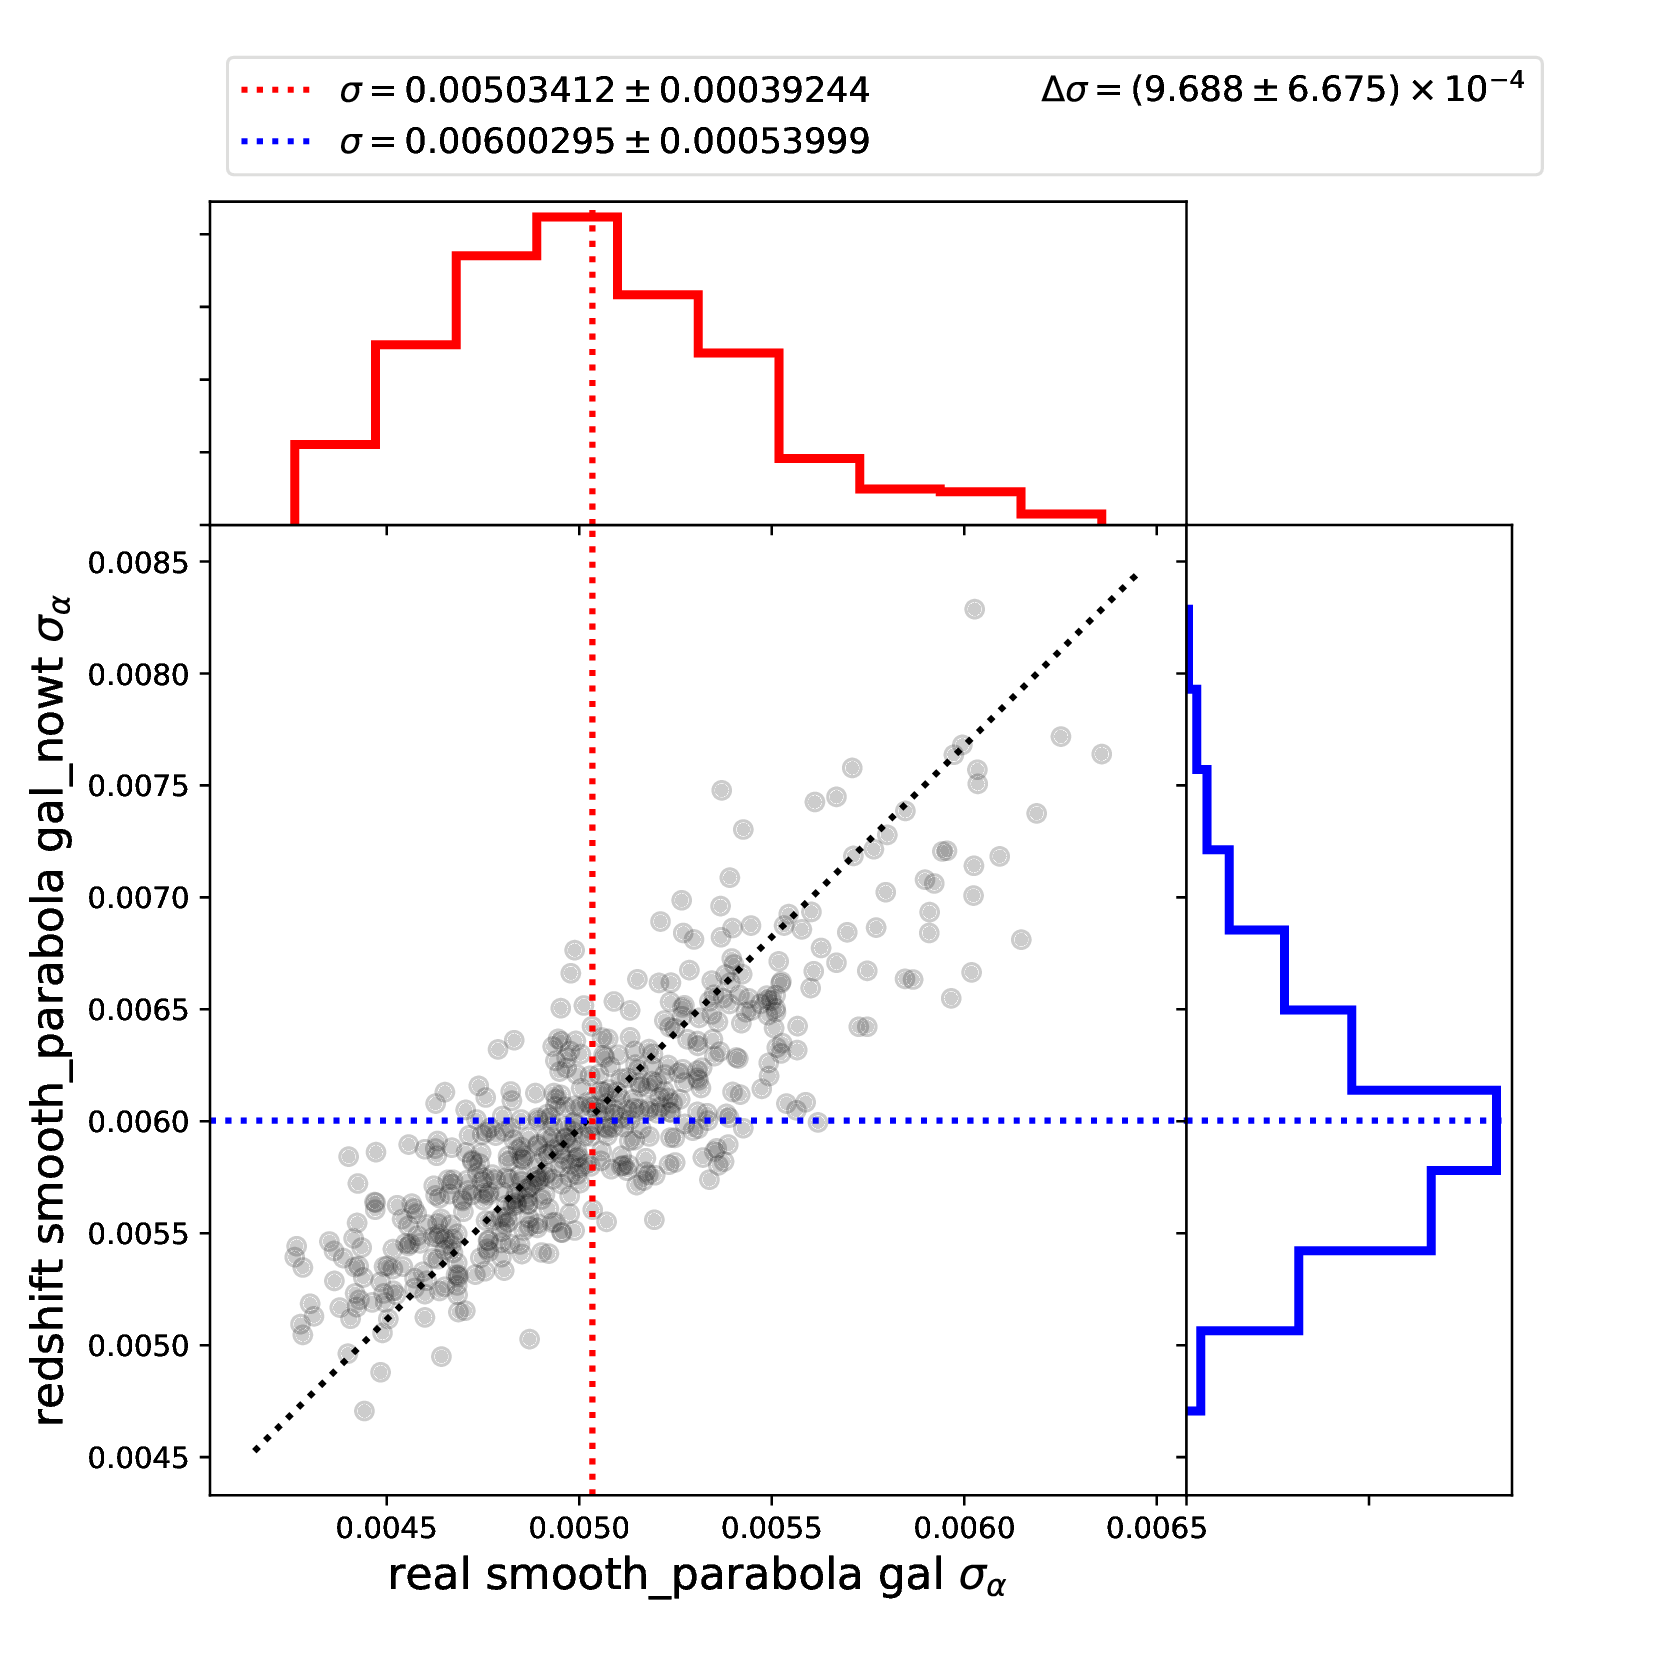 σ = 0.00503412 ± 0.00039244
Δσ = (9.688 ± 6.675) × 10⁻⁴
σ = 0.00600295 ± 0.00053999
0.0085
0.0080
0.0075
0.0070
0.0065
0.0060
0.0055
0.0050
0.0045
redshift smooth_parabola gal_nowt σ_α
0.0045
0.0050
0.0055
0.0060
0.0065
real smooth_parabola gal σ_α